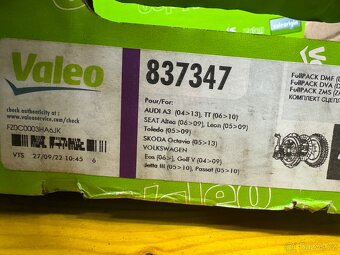 Valeo
837347
check authenticity at :
www.valeoservice.com/check
FZDC0003HA6JK
VTS 27/09/22 10:45 6
Pour/For:
AUDI A3 (04>13), TT (06>10)
SEAT Altea (06>09), Leon (05>09)
Toledo (05>09)
SKODA Octavia (05>13)
VOLKSWAGEN
Eos (06>), Golf V (04>09)
Jetta III (05>10), Passat (05>10)
FullPACK DMF
FullPACK DVA
FullPACK ZMS
КОМПЛЕКТ СЦЕПЛ